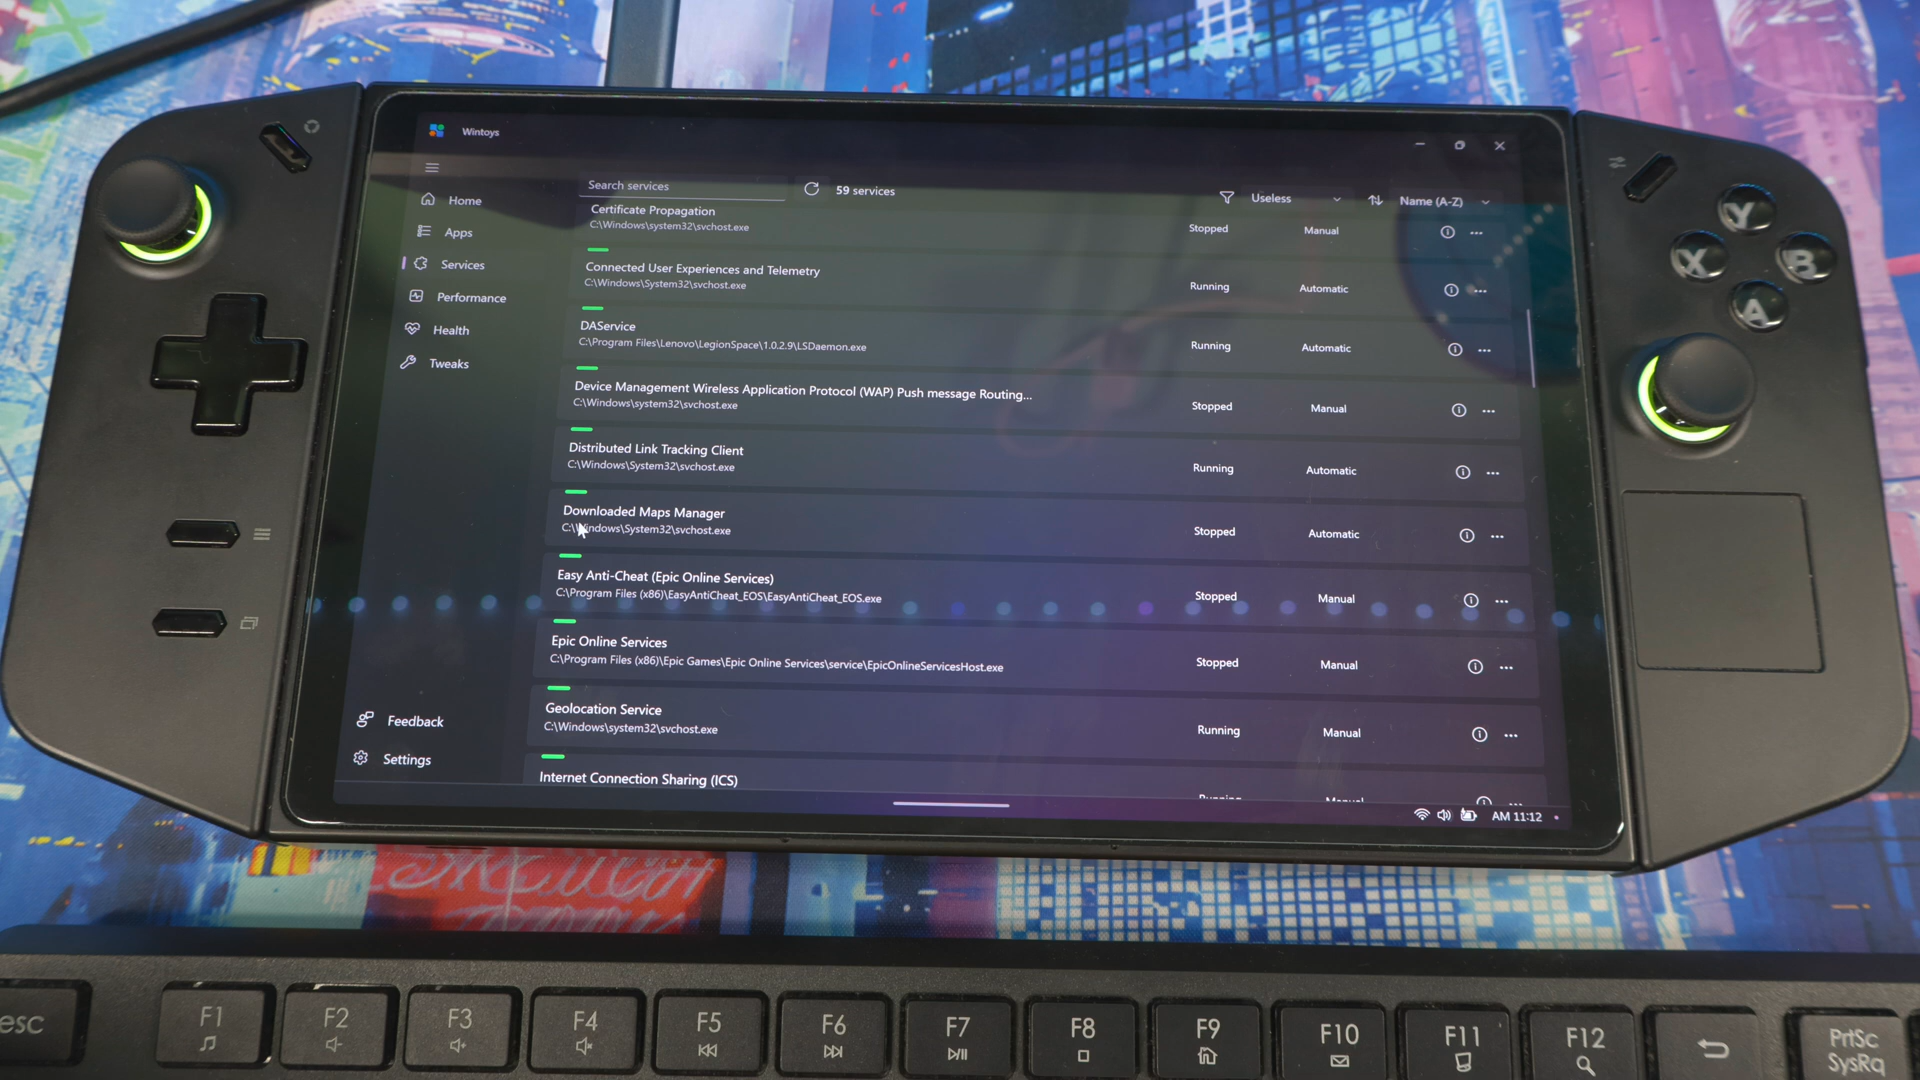 Wintoys
Search services
59 services
Useless
Name (A-Z)
Home
Apps
Services
Performance
Health
Tweaks
Feedback
Settings
Certificate Propagation
C:\Windows\system32\svchost.exe
Stopped
Manual
Connected User Experiences and Telemetry
C:\Windows\System32\svchost.exe
Running
Automatic
DAService
C:\Program Files\Lenovo\LegionSpace\1.0.2.9\LSDaemon.exe
Running
Automatic
Device Management Wireless Application Protocol (WAP) Push message Routing...
C:\Windows\system32\svchost.exe
Stopped
Manual
Distributed Link Tracking Client
C:\Windows\System32\svchost.exe
Running
Automatic
Downloaded Maps Manager
C:\Windows\System32\svchost.exe
Stopped
Automatic
Easy Anti-Cheat (Epic Online Services)
C:\Program Files (x86)\EasyAntiCheat_EOS\EasyAntiCheat_EOS.exe
Stopped
Manual
Epic Online Services
C:\Program Files (x86)\Epic Games\Epic Online Services\service\EpicOnlineServicesHost.exe
Stopped
Manual
Geolocation Service
C:\Windows\system32\svchost.exe
Running
Manual
Internet Connection Sharing (ICS)
Running
Manual
AM 11:12
Y
X
B
A
esc
F1
F2
F3
F4
F5
F6
F7
F8
F9
F10
F11
F12
PrtSc
SysRq